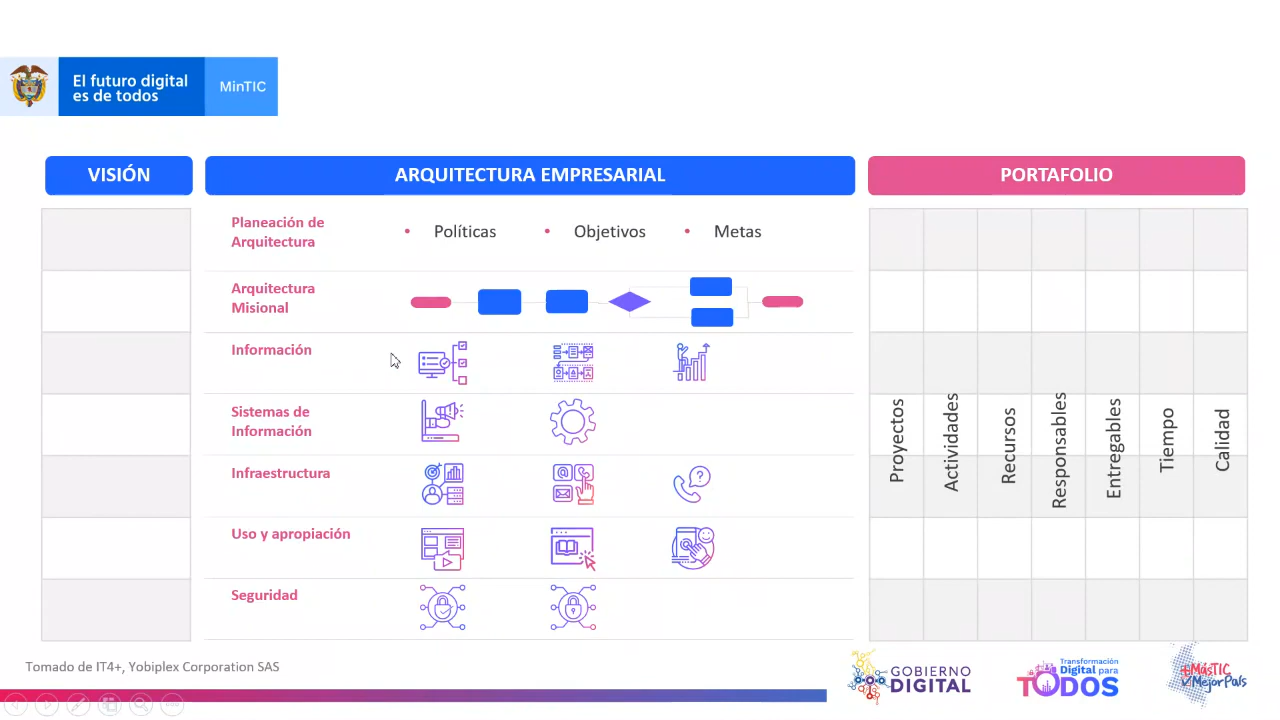 El futuro digital
es de todos
MinTIC
VISIÓN
ARQUITECTURA EMPRESARIAL
PORTAFOLIO
Planeación de
Arquitectura
• Políticas • Objetivos • Metas
Arquitectura
Misional
Información
Sistemas de
Información
Infraestructura
Uso y apropiación
Seguridad
Proyectos
Actividades
Recursos
Responsables
Entregables
Tiempo
Calidad
Tomado de IT4+, Yobiplex Corporation SAS
GOBIERNO
DIGITAL
Transformación
Digital para
TODOS
+MásTIC
MejorPaís